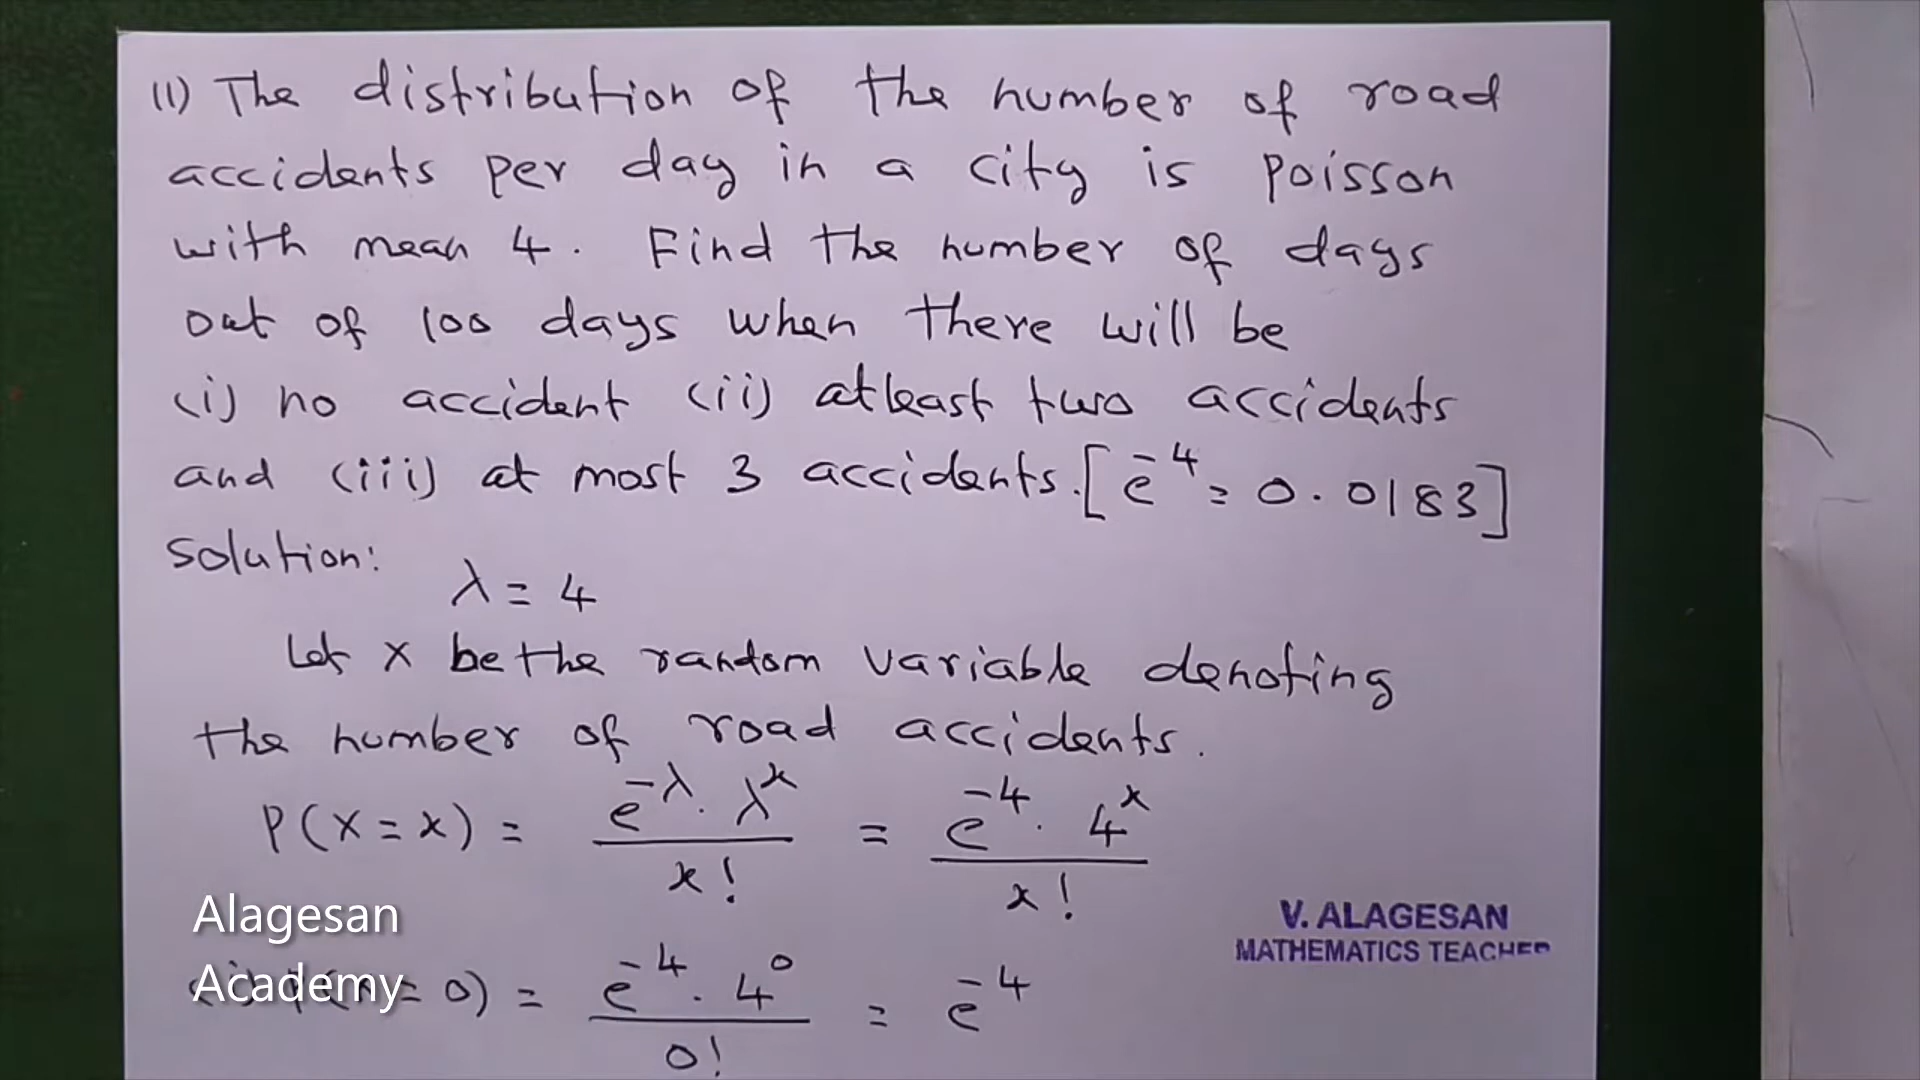 11) The distribution of the number of road
accidents per day in a city is poisson
with mean 4. Find the number of days
out of 100 days when there will be
(i) no accident (ii) atleast two accidents
and (iii) at most 3 accidents. [e^-4 = 0.0183]
Solution:
λ = 4
Let x be the random variable denoting
the number of road accidents.
P(X=x) = e^-λ . λ^x / x! = e^-4 . 4^x / x!
Alagesan
Academy
V. ALAGESAN
MATHEMATICS TEACHER
= 0) = e^-4 . 4^0 / 0! = e^-4